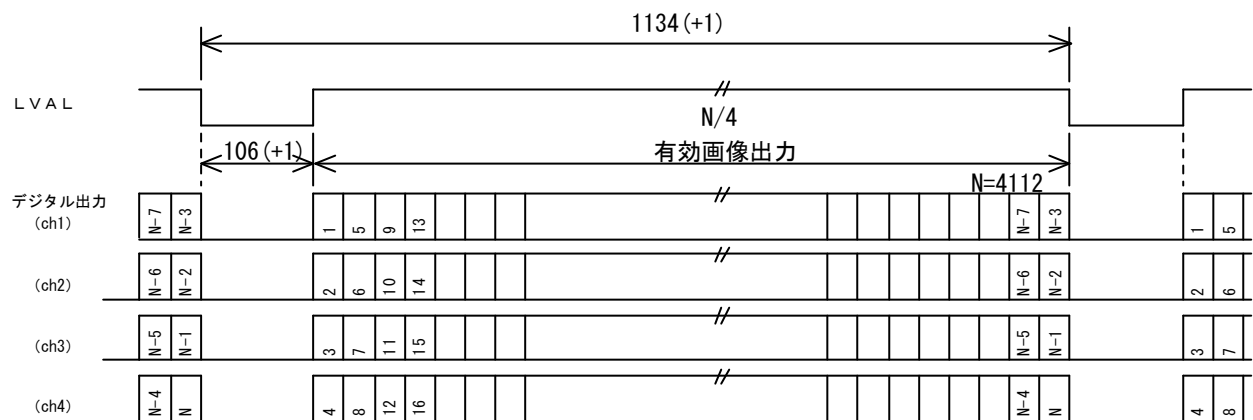 1134(+1)
LVAL
N/4
106(+1)
有効画像出力
N=4112
デジタル出力
(ch1)
N-7 N-3 1 5 9 13 N-7 N-3 1 5
(ch2)
N-6 N-2 2 6 10 14 N-6 N-2 2 6
(ch3)
N-5 N-1 3 7 11 15 N-5 N-1 3 7
(ch4)
N-4 N 4 8 12 16 N-4 N 4 8